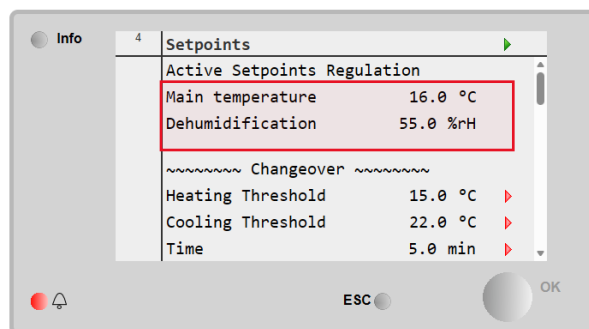 Info
4
Setpoints
Active Setpoints Regulation
Main temperature 16.0 °C
Dehumidification 55.0 %rH
~~~~~~~~ Changeover ~~~~~~~~
Heating Threshold 15.0 °C
Cooling Threshold 22.0 °C
Time 5.0 min
ESC
OK